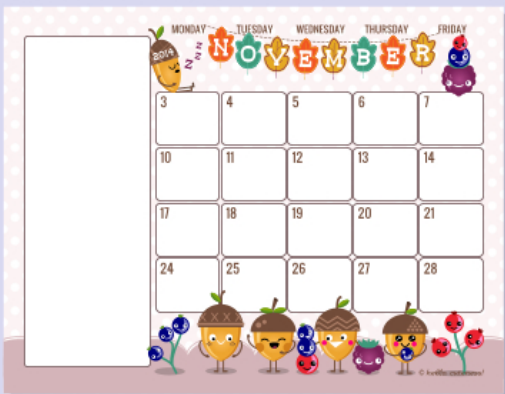 MONDAY TUESDAY WEDNESDAY THURSDAY FRIDAY
2014
z z z
NOVEMBER
3 4 5 6 7
10 11 12 13 14
17 18 19 20 21
24 25 26 27 28
©